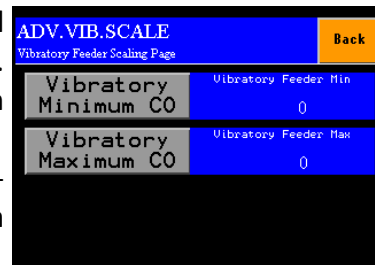 ADV.VIB.SCALE
Back
Vibratory Feeder Scaling Page
Vibratory
Minimum CO
Vibratory Feeder Min
0
Vibratory
Maximum CO
Vibratory Feeder Max
0